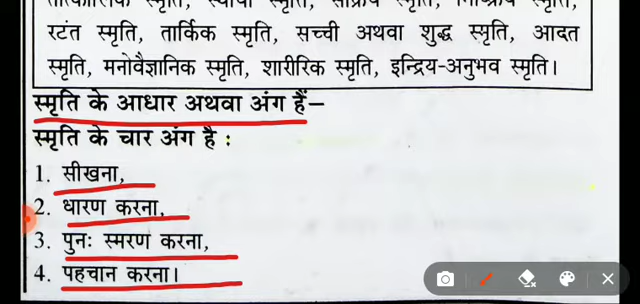 तात्कालिक स्मृति, स्थायी स्मृति, सक्रिय स्मृति, निष्क्रिय स्मृति,
रटंत स्मृति, तार्किक स्मृति, सच्ची अथवा शुद्ध स्मृति, आदत
स्मृति, मनोवैज्ञानिक स्मृति, शारीरिक स्मृति, इन्द्रिय-अनुभव स्मृति।
स्मृति के आधार अथवा अंग हैं–
स्मृति के चार अंग है :
1. सीखना,
2. धारण करना,
3. पुनः स्मरण करना,
4. पहचान करना।